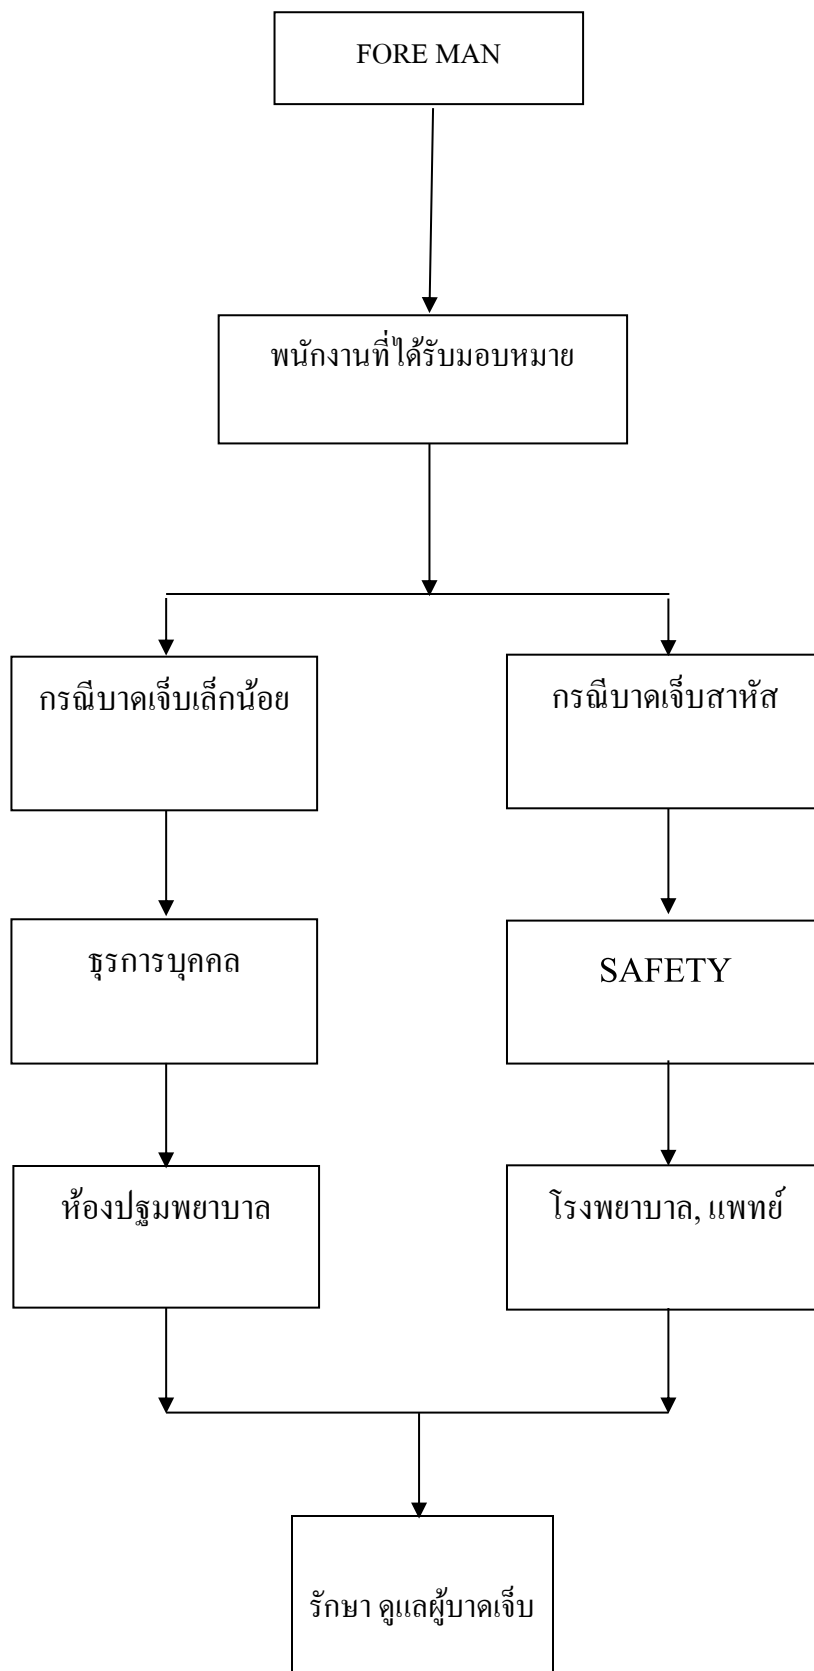 FORE MAN
พนักงานที่ได้รับมอบหมาย
กรณีบาดเจ็บเล็กน้อย
กรณีบาดเจ็บสาหัส
ธุรการบุคคล
SAFETY
ห้องปฐมพยาบาล
โรงพยาบาล, แพทย์
รักษา ดูแลผู้บาดเจ็บ